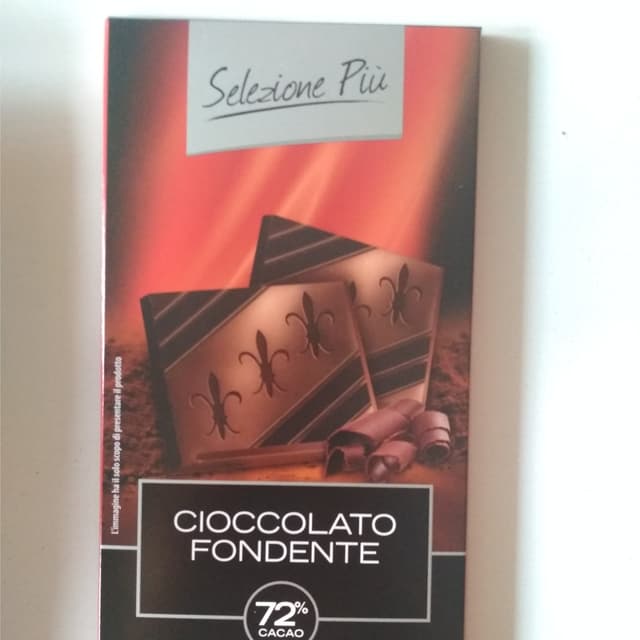 Selezione Più
L'immagine ha il solo scopo di presentare il prodotto
CIOCCOLATO
FONDENTE
72%
CACAO